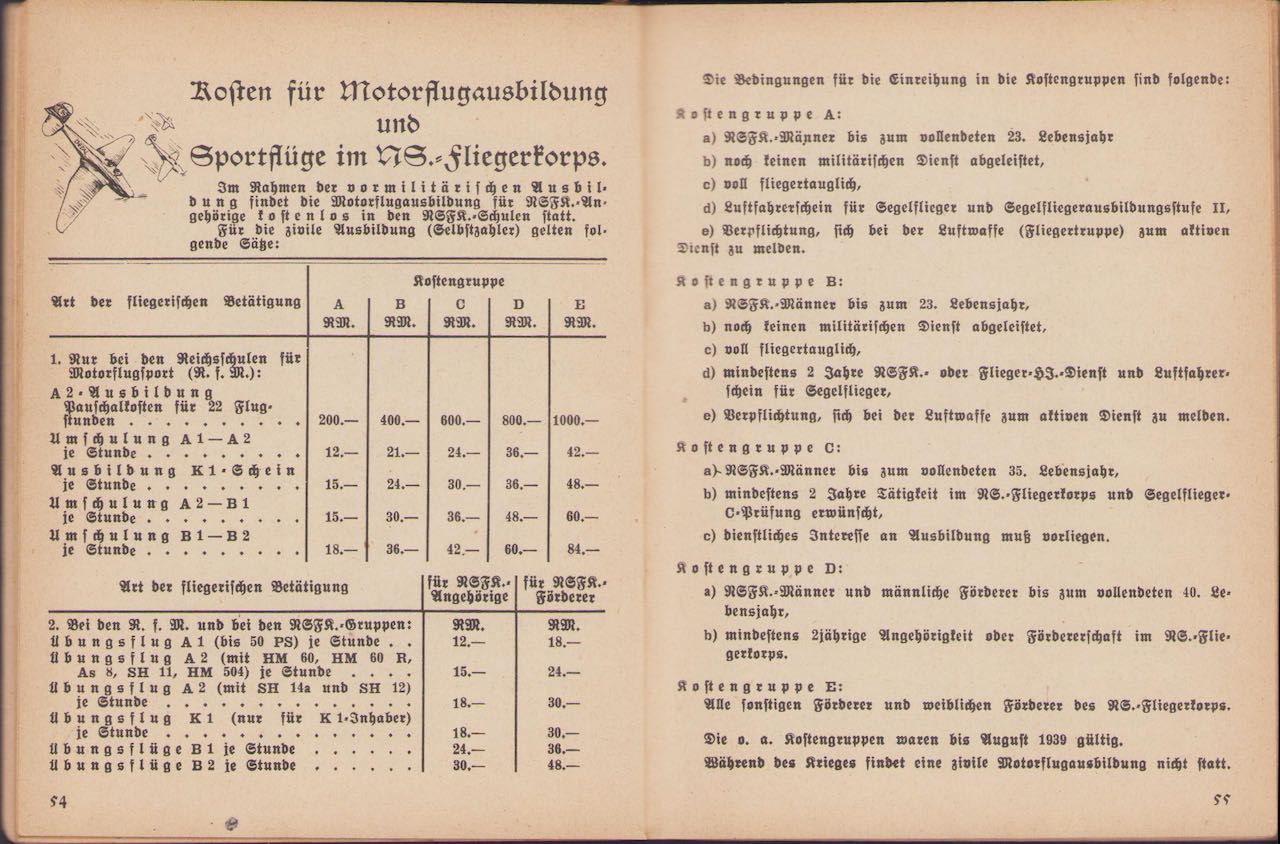 Kosten für Motorflugausbildung
und
Sportflüge im NS.-Fliegerkorps.
Im Rahmen der vormilitärischen Ausbil-
dung findet die Motorflugausbildung für NSFK.-An-
gehörige kostenlos in den NSFK.-Schulen statt.
Für die zivile Ausbildung (Selbstzahler) gelten fol-
gende Sätze:
Kostengruppe
Art der fliegerischen Betätigung A B C D E
RM. RM. RM. RM. RM.
1. Nur bei den Reichsschulen für
Motorflugsport (R. f. M.):
A 2-Ausbildung
Pauschalkosten für 22 Flug-
stunden . . . . . . . . . . 200.— 400.— 600.— 800.— 1000.—
Umschulung A 1—A 2
je Stunde . . . . . . . . . 12.— 21.— 24.— 36.— 42.—
Ausbildung K 1-Schein
je Stunde . . . . . . . . . 15.— 24.— 30.— 36.— 48.—
Umschulung A 2—B 1
je Stunde . . . . . . . . . 15.— 30.— 36.— 48.— 60.—
Umschulung B 1—B 2
je Stunde . . . . . . . . . 18.— 36.— 42.— 60.— 84.—
Art der fliegerischen Betätigung für NSFK.- für NSFK.-
Angehörige Förderer
2. Bei den R. f. M. und bei den NSFK.-Gruppen: RM. RM.
Übungsflug A 1 (bis 50 PS) je Stunde . . 12.— 18.—
Übungsflug A 2 (mit HM 60, HM 60 R,
As 8, SH 11, HM 504) je Stunde . . . . 15.— 24.—
Übungsflug A 2 (mit SH 14a und SH 12)
je Stunde . . . . . . . . . . . . . . 18.— 30.—
Übungsflug K 1 (nur für K 1-Inhaber)
je Stunde . . . . . . . . . . . . . . 18.— 30.—
Übungsflüge B 1 je Stunde . . . . . . 24.— 36.—
Übungsflüge B 2 je Stunde . . . . . . 30.— 48.—
54
Die Bedingungen für die Einreihung in die Kostengruppen sind folgende:
Kostengruppe A:
a) NSFK.-Männer bis zum vollendeten 23. Lebensjahr
b) noch keinen militärischen Dienst abgeleistet,
c) voll fliegertauglich,
d) Luftfahrerschein für Segelflieger und Segelfliegerausbildungsstufe II,
e) Verpflichtung, sich bei der Luftwaffe (Fliegertruppe) zum aktiven
Dienst zu melden.
Kostengruppe B:
a) NSFK.-Männer bis zum 23. Lebensjahr,
b) noch keinen militärischen Dienst abgeleistet,
c) voll fliegertauglich,
d) mindestens 2 Jahre NSFK.- oder Flieger-HJ.-Dienst und Luftfahrer-
schein für Segelflieger,
e) Verpflichtung, sich bei der Luftwaffe zum aktiven Dienst zu melden.
Kostengruppe C:
a) NSFK.-Männer bis zum vollendeten 35. Lebensjahr,
b) mindestens 2 Jahre Tätigkeit im NS.-Fliegerkorps und Segelflieger-
C-Prüfung erwünscht,
c) dienstliches Interesse an Ausbildung muß vorliegen.
Kostengruppe D:
a) NSFK.-Männer und männliche Förderer bis zum vollendeten 40. Le-
bensjahr,
b) mindestens 2jährige Angehörigkeit oder Fördererschaft im NS.-Flie-
gerkorps.
Kostengruppe E:
Alle sonstigen Förderer und weiblichen Förderer des NS.-Fliegerkorps.
Die o. a. Kostengruppen waren bis August 1939 gültig.
Während des Krieges findet eine zivile Motorflugausbildung nicht statt.
55